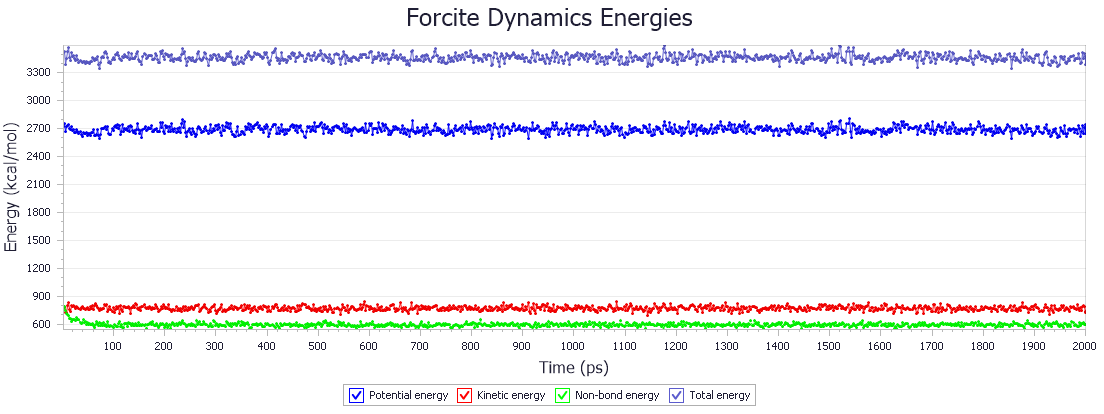 Forcite Dynamics Energies
Energy (kcal/mol)
3300
3000
2700
2400
2100
1800
1500
1200
900
600
100 200 300 400 500 600 700 800 900 1000 1100 1200 1300 1400 1500 1600 1700 1800 1900 2000
Time (ps)
Potential energy Kinetic energy Non-bond energy Total energy